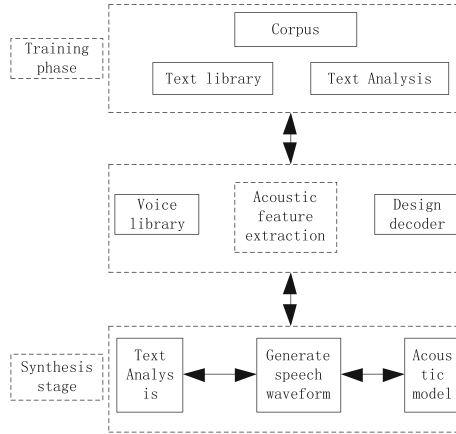 Corpus
Training
phase
Text library
Text Analysis
Voice
library
Acoustic
feature
extraction
Design
decoder
Synthesis
stage
Text
Analys
is
Generate
speech
waveform
Acous
tic
model